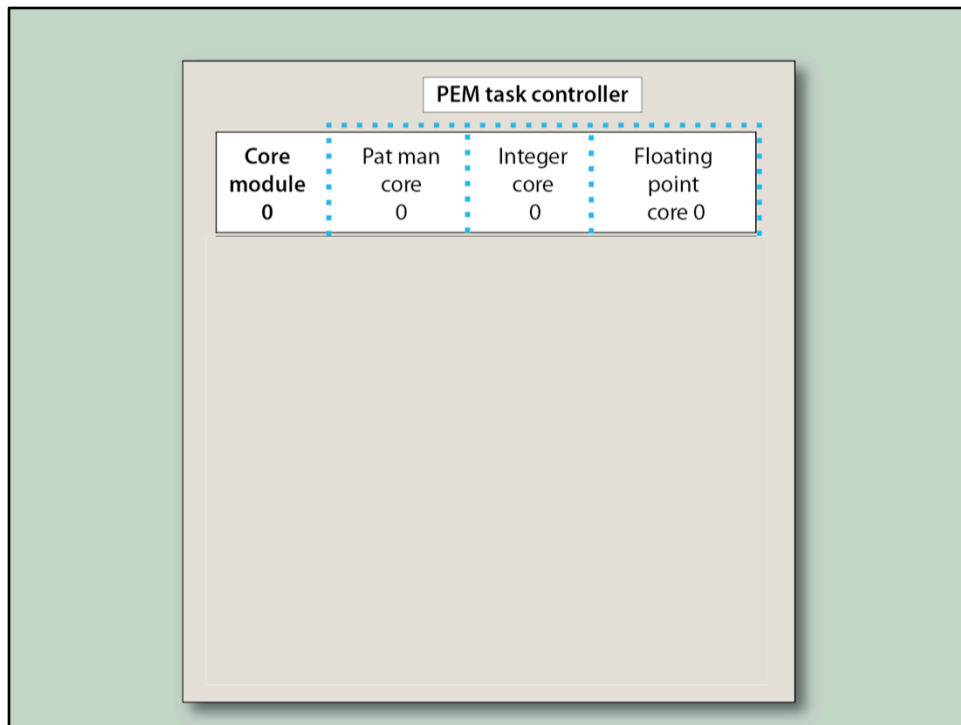 PEM task controller
Core
module
0
Pat man
core
0
Integer
core
0
Floating
point
core 0